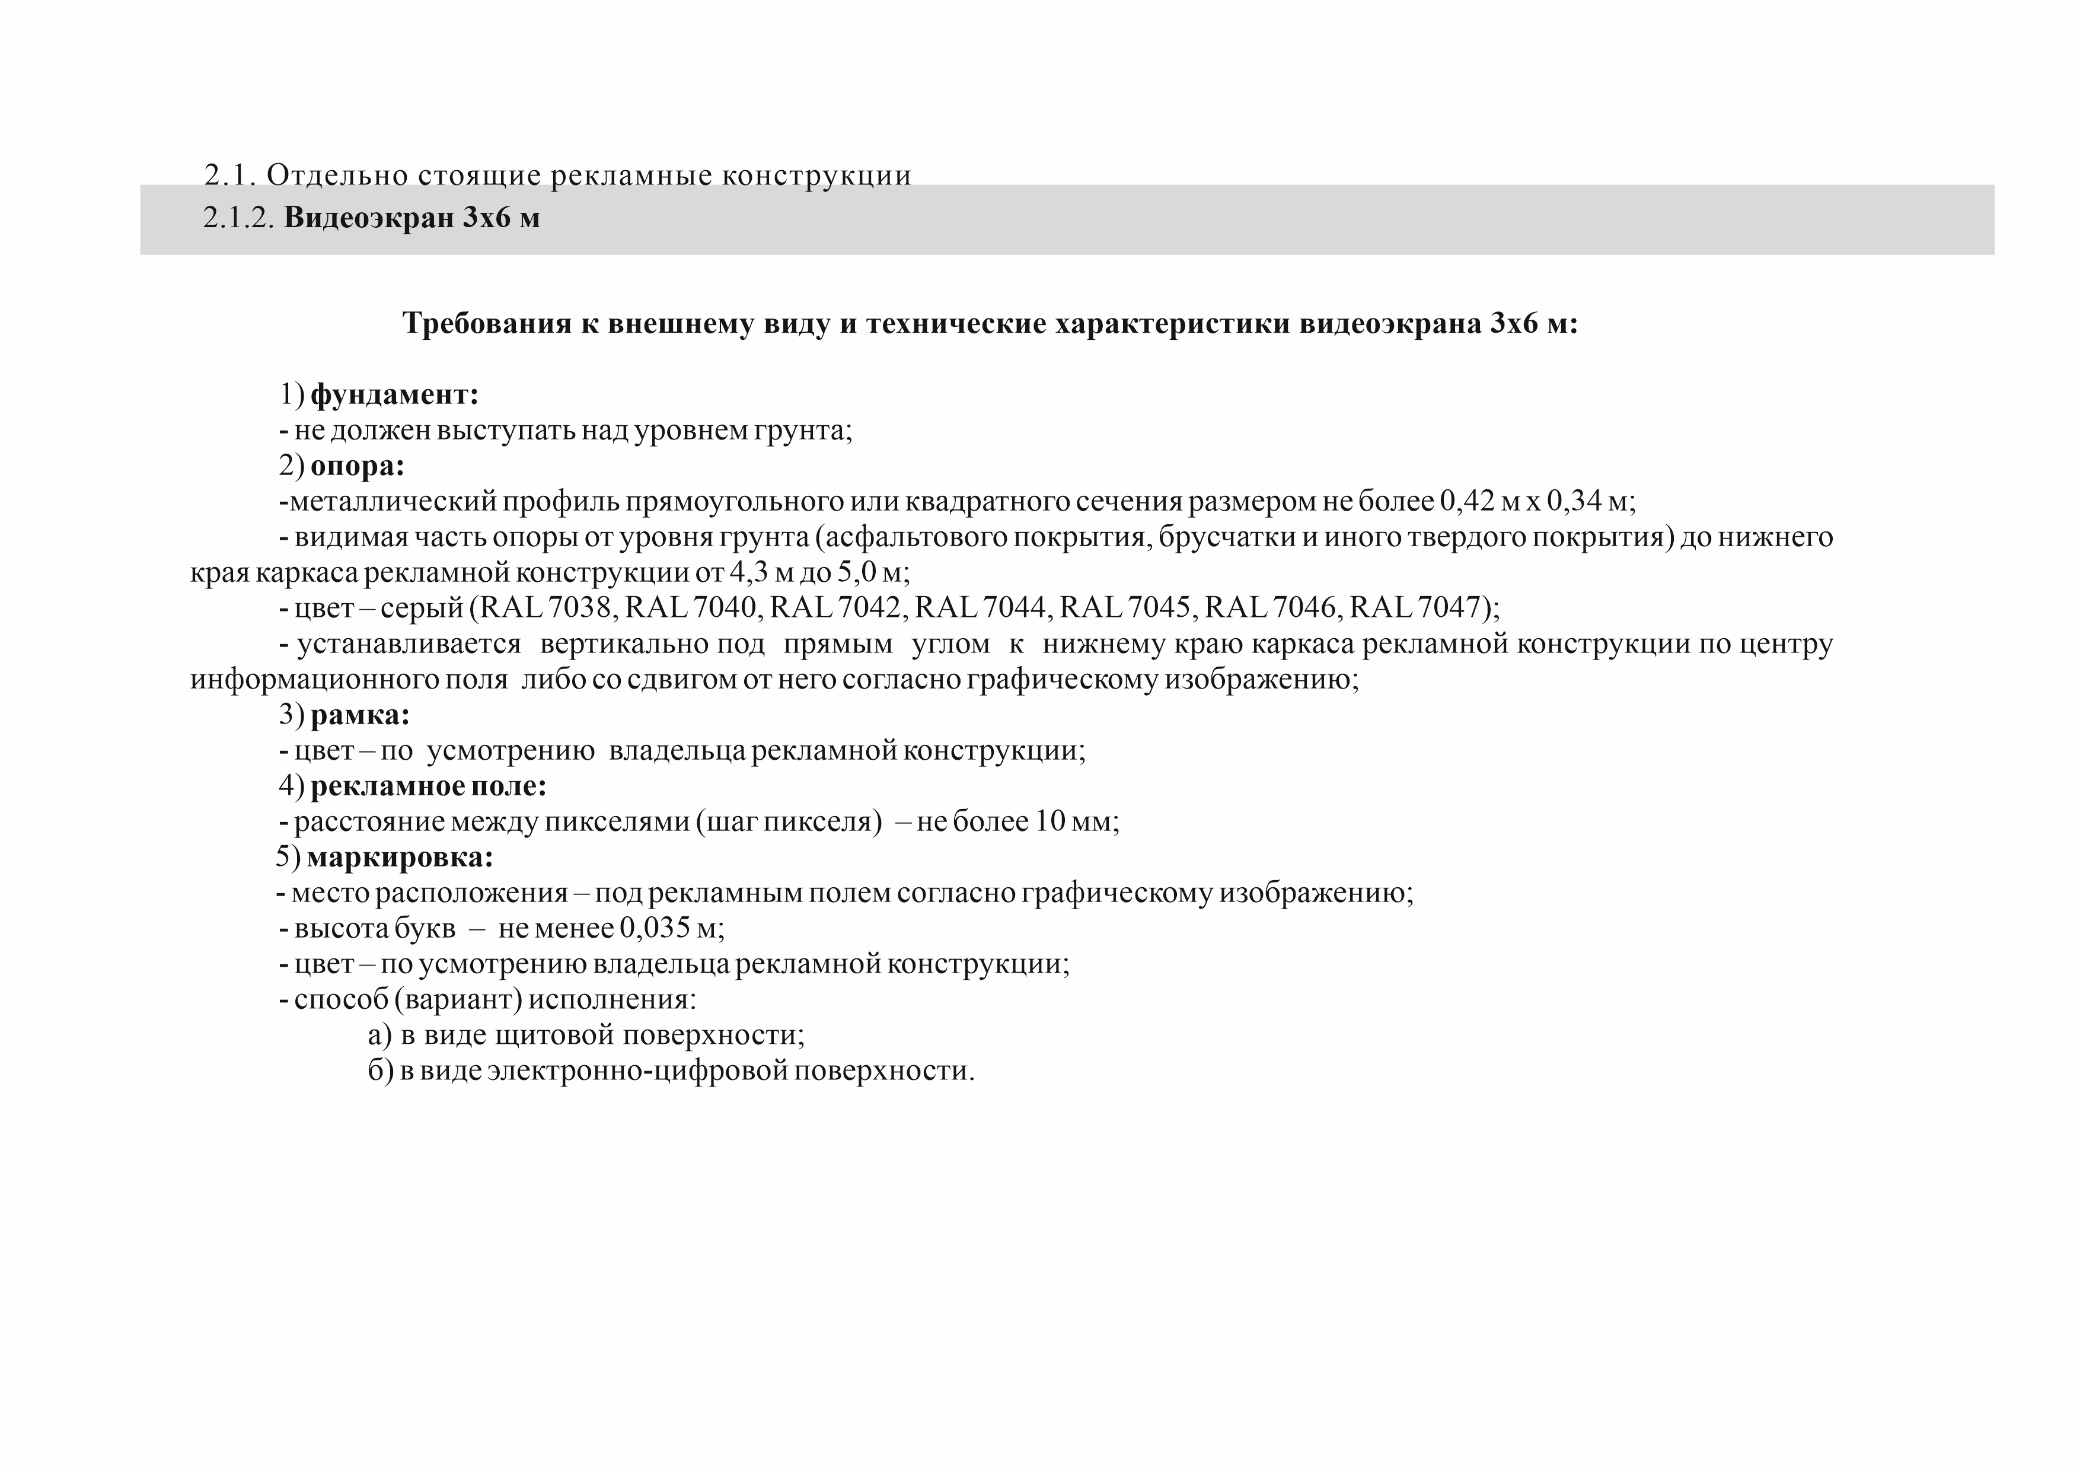 2.1. Отдельно стоящие рекламные конструкции
2.1.2. Видеоэкран 3х6 м
Требования к внешнему виду и технические характеристики видеоэкрана 3х6 м:
1) фундамент:
- не должен выступать над уровнем грунта;
2) опора:
-металлический профиль прямоугольного или квадратного сечения размером не более 0,42 м х 0,34 м;
- видимая часть опоры от уровня грунта (асфальтового покрытия, брусчатки и иного твердого покрытия) до нижнего
края каркаса рекламной конструкции от 4,3 м до 5,0 м;
- цвет – серый (RAL 7038, RAL 7040, RAL 7042, RAL 7044, RAL 7045, RAL 7046, RAL 7047);
- устанавливается вертикально под прямым углом к нижнему краю каркаса рекламной конструкции по центру
информационного поля либо со сдвигом от него согласно графическому изображению;
3) рамка:
- цвет – по усмотрению владельца рекламной конструкции;
4) рекламное поле:
- расстояние между пикселями (шаг пикселя) – не более 10 мм;
5) маркировка:
- место расположения – под рекламным полем согласно графическому изображению;
- высота букв – не менее 0,035 м;
- цвет – по усмотрению владельца рекламной конструкции;
- способ (вариант) исполнения:
а) в виде щитовой поверхности;
б) в виде электронно-цифровой поверхности.